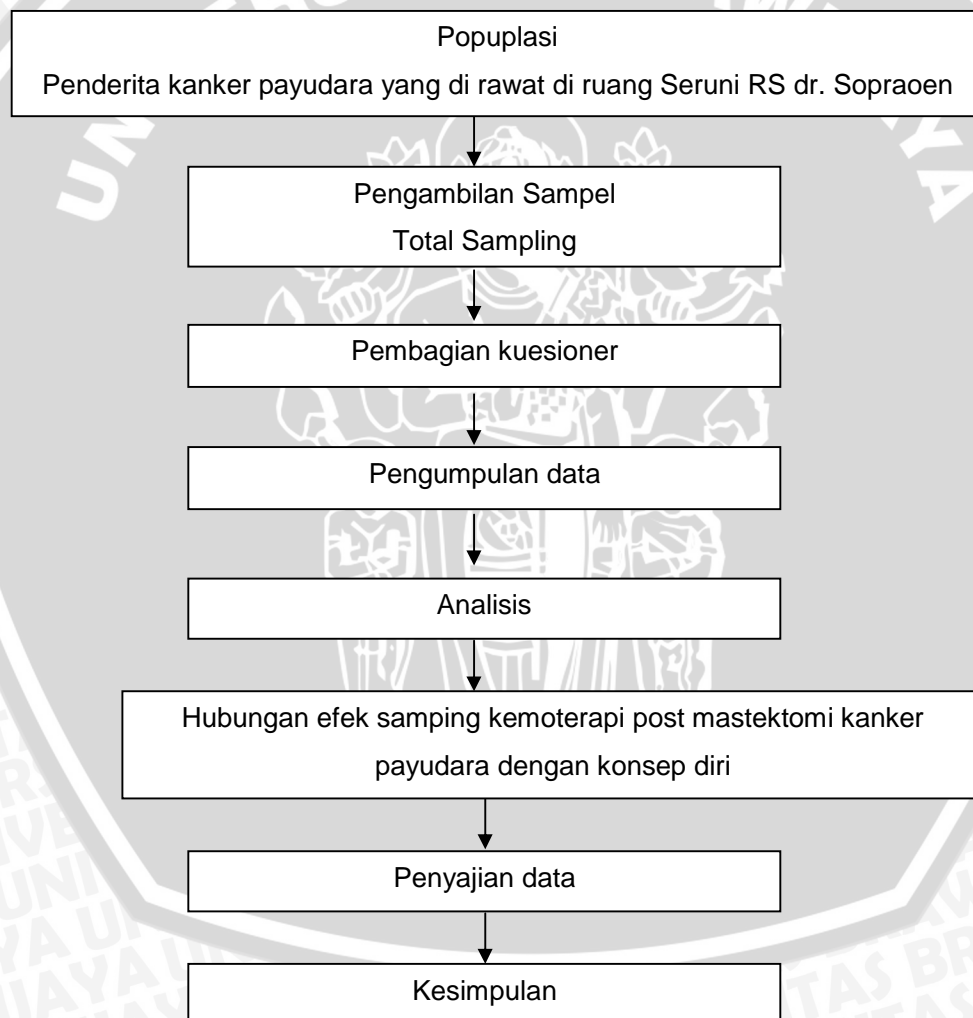 Popuplasi
Penderita kanker payudara yang di rawat di ruang Seruni RS dr. Sopraoen
Pengambilan Sampel
Total Sampling
Pembagian kuesioner
Pengumpulan data
Analisis
Hubungan efek samping kemoterapi post mastektomi kanker
payudara dengan konsep diri
Penyajian data
Kesimpulan